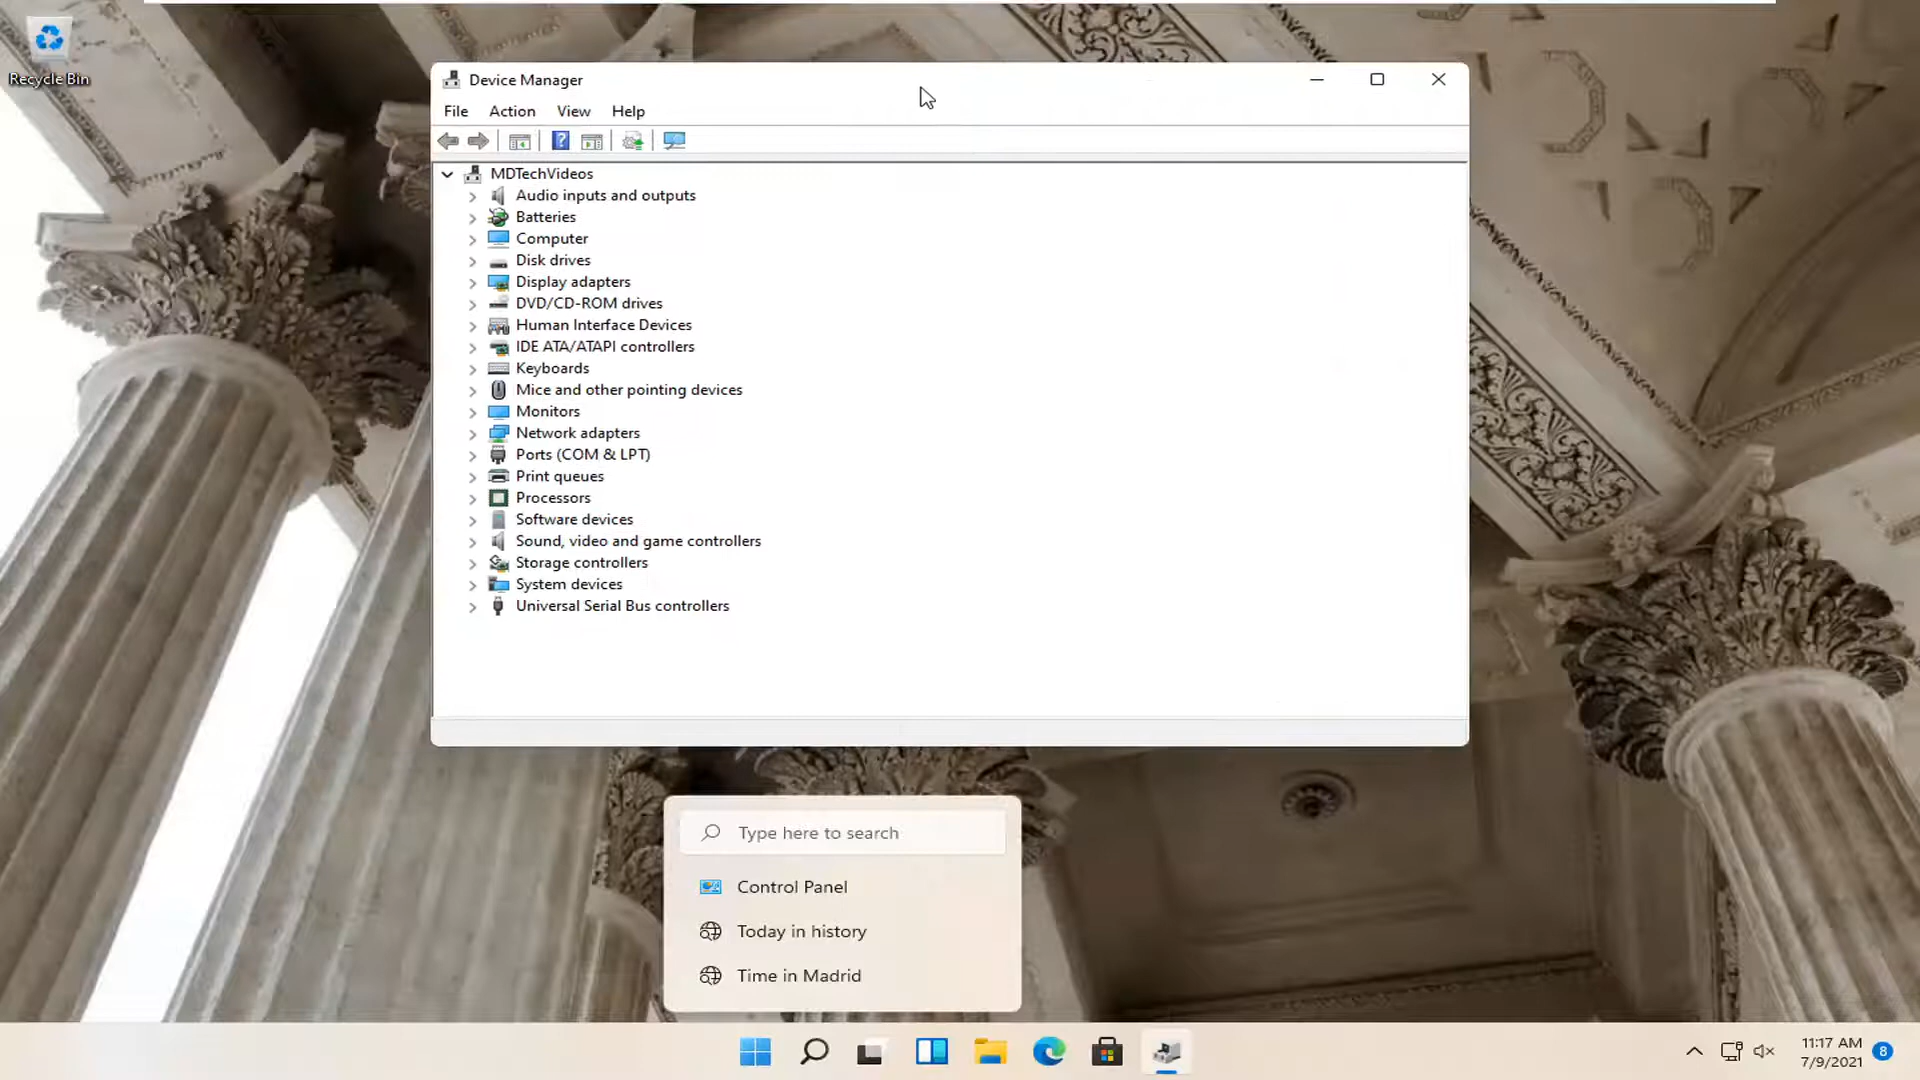 Recycle Bin
Device Manager
File Action View Help
MDTechVideos
Audio inputs and outputs
Batteries
Computer
Disk drives
Display adapters
DVD/CD-ROM drives
Human Interface Devices
IDE ATA/ATAPI controllers
Keyboards
Mice and other pointing devices
Monitors
Network adapters
Ports (COM & LPT)
Print queues
Processors
Software devices
Sound, video and game controllers
Storage controllers
System devices
Universal Serial Bus controllers
Type here to search
Control Panel
Today in history
Time in Madrid
11:17 AM
7/9/2021
8